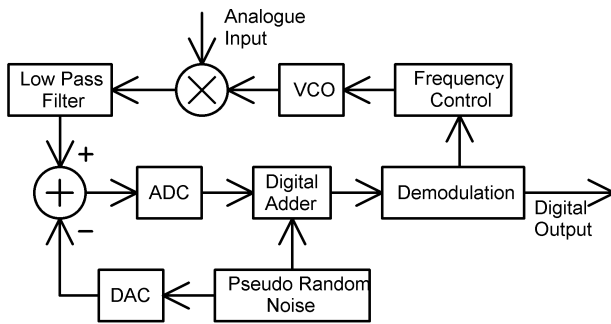 Analogue
Input
Low Pass
Filter
VCO
Frequency
Control
+
ADC
Digital
Adder
Demodulation
Digital
Output
−
DAC
Pseudo Random
Noise